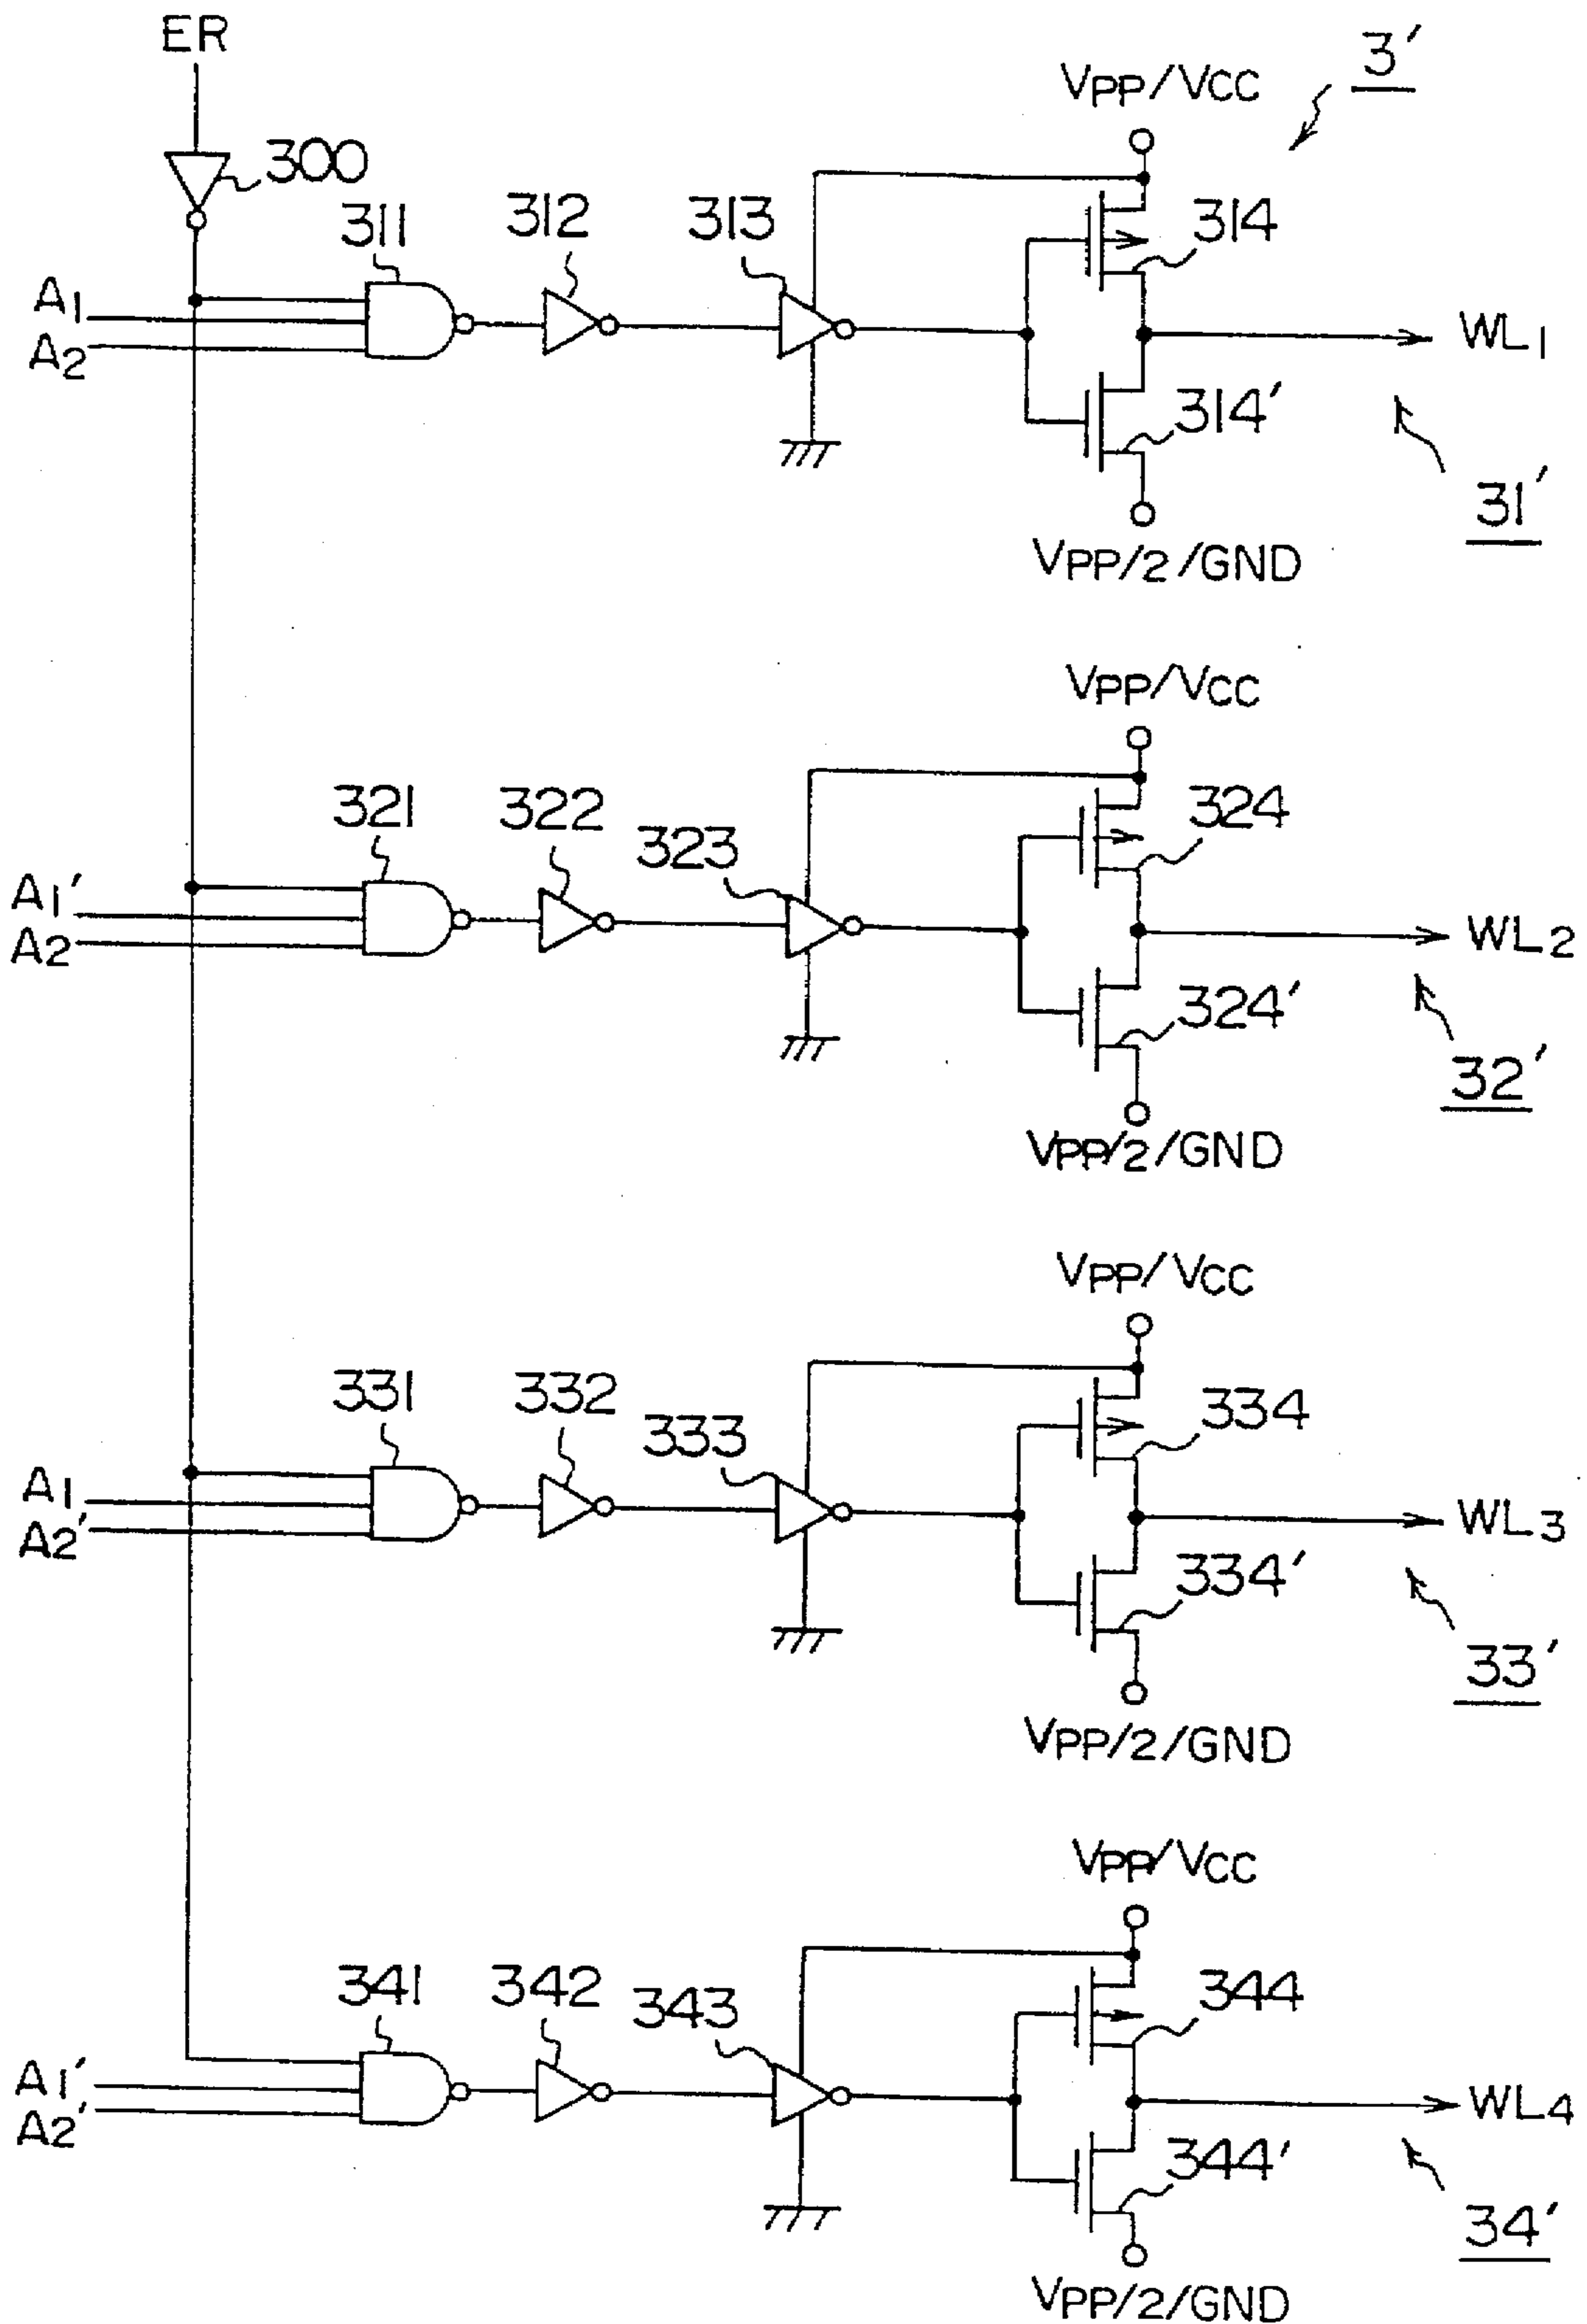 ER
300
VPP/VCC
3'
311
312
313
314
A1
A2
WL1
314'
31'
VPP/2/GND
VPP/VCC
321
322
323
324
A1'
A2
WL2
324'
32'
VPP/2/GND
VPP/VCC
331
332
333
334
A1
A2'
WL3
334'
33'
VPP/2/GND
VPP/VCC
341
342
343
344
A1'
A2'
WL4
344'
34'
VPP/2/GND